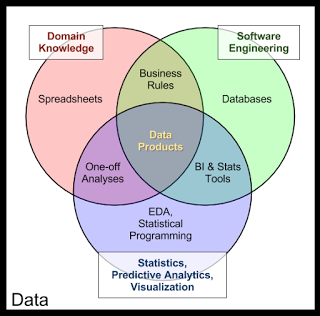 Domain
Knowledge
Software
Engineering
Business
Rules
Spreadsheets
Databases
Data
Products
One-off
Analyses
BI & Stats
Tools
EDA,
Statistical
Programming
Statistics,
Predictive Analytics,
Visualization
Data